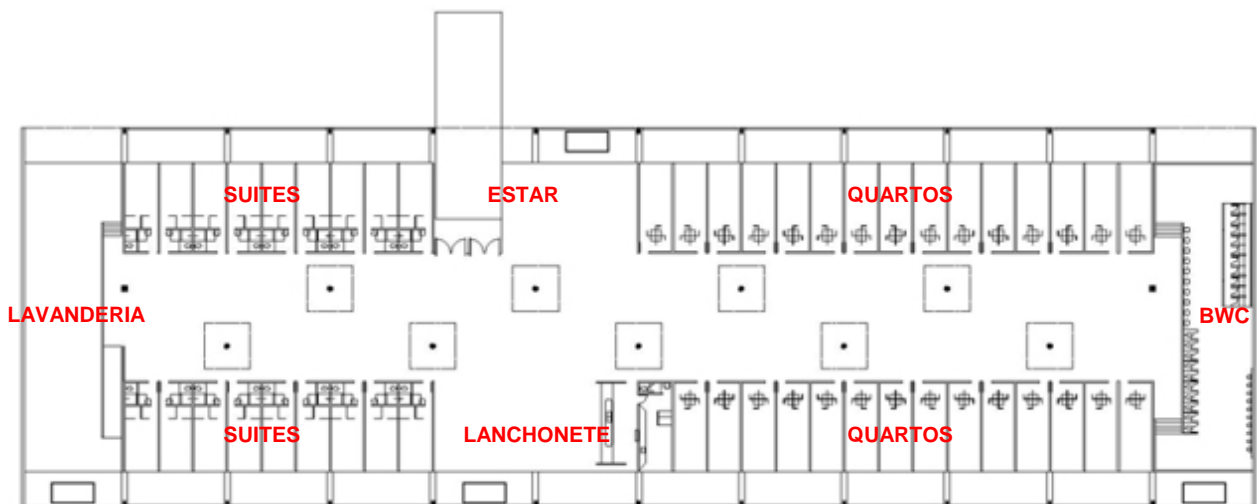 SUITES
ESTAR
QUARTOS
LAVANDERIA
BWC
SUITES
LANCHONETE
QUARTOS